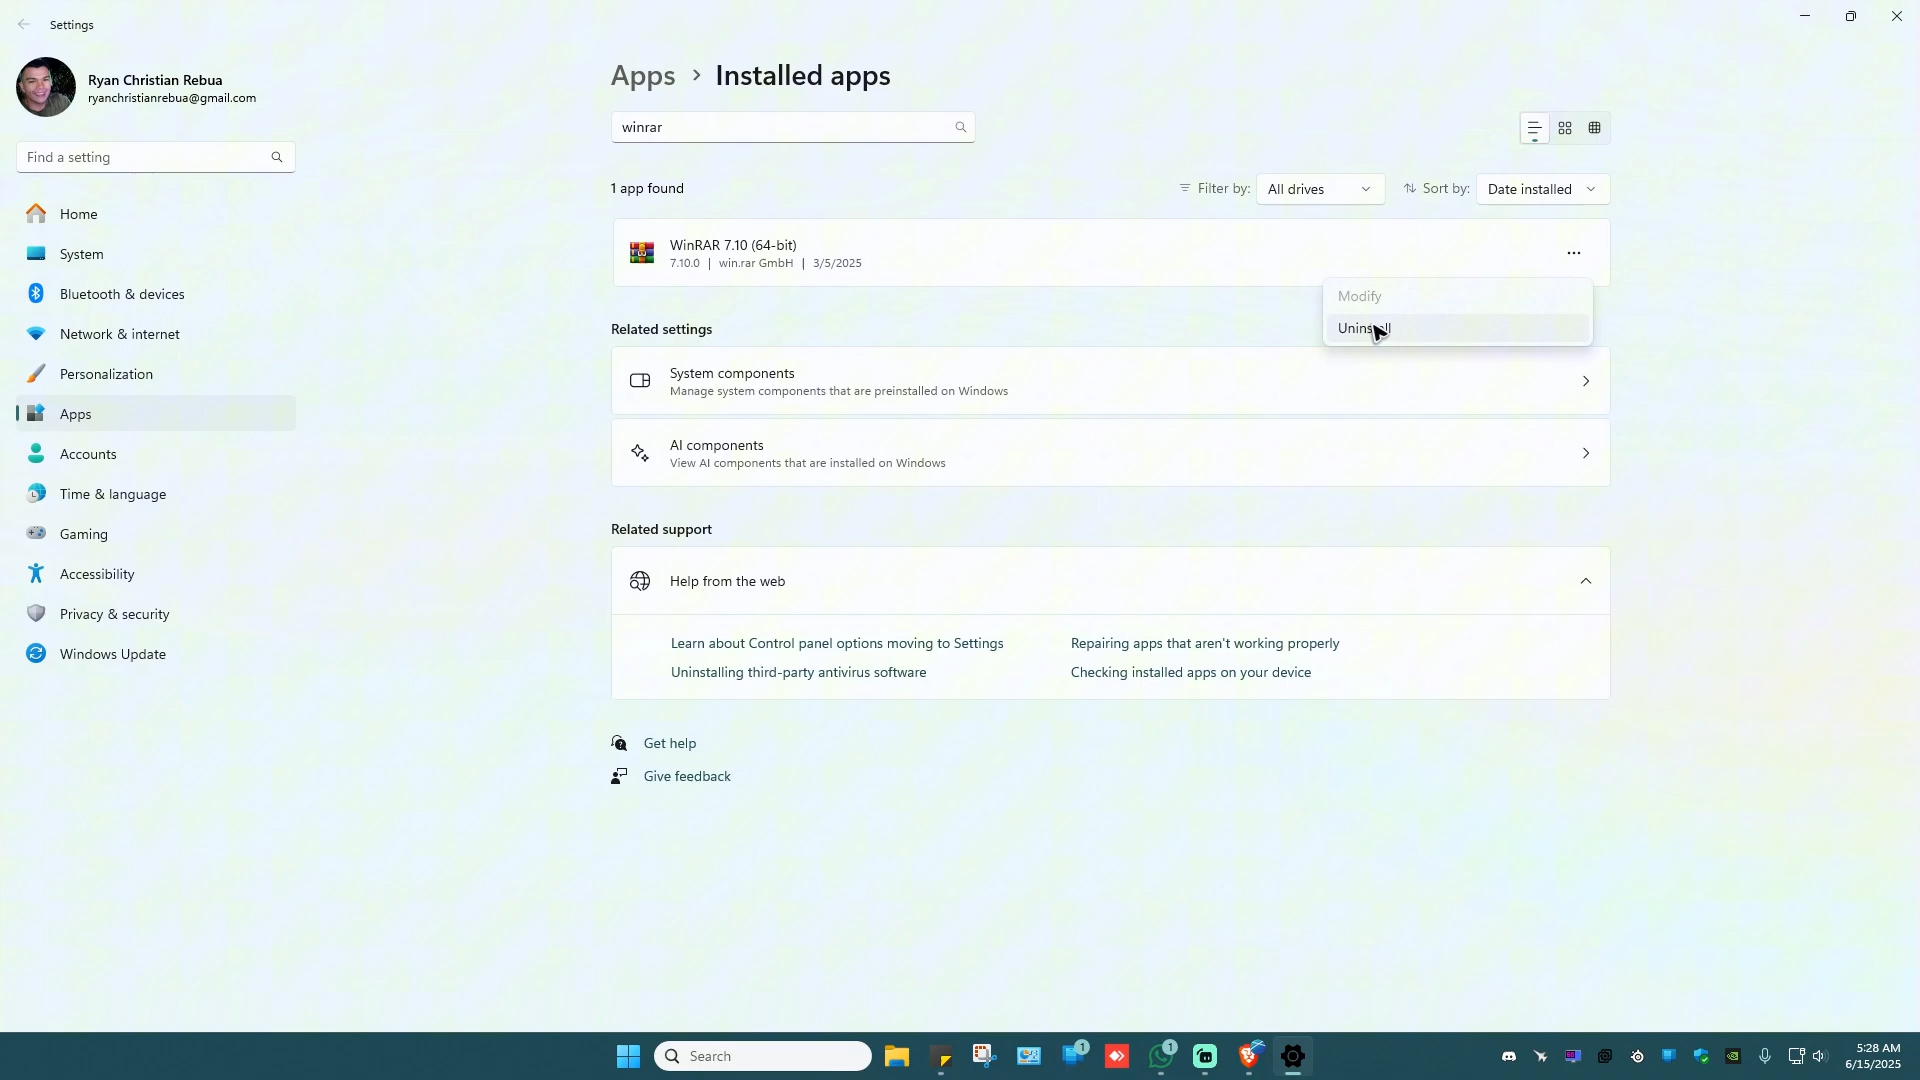 Settings
Ryan Christian Rebua
ryanchristianrebua@gmail.com
Find a setting
Home
System
Bluetooth & devices
Network & internet
Personalization
Apps
Accounts
Time & language
Gaming
Accessibility
Privacy & security
Windows Update
Apps > Installed apps
winrar
1 app found
Filter by: All drives
Sort by: Date installed
WinRAR 7.10 (64-bit)
7.10.0 | win.rar GmbH | 3/5/2025
Modify
Uninstall
Related settings
System components
Manage system components that are preinstalled on Windows
AI components
View AI components that are installed on Windows
Related support
Help from the web
Learn about Control panel options moving to Settings
Repairing apps that aren't working properly
Uninstalling third-party antivirus software
Checking installed apps on your device
Get help
Give feedback
Search
1
1
5:28 AM
6/15/2025